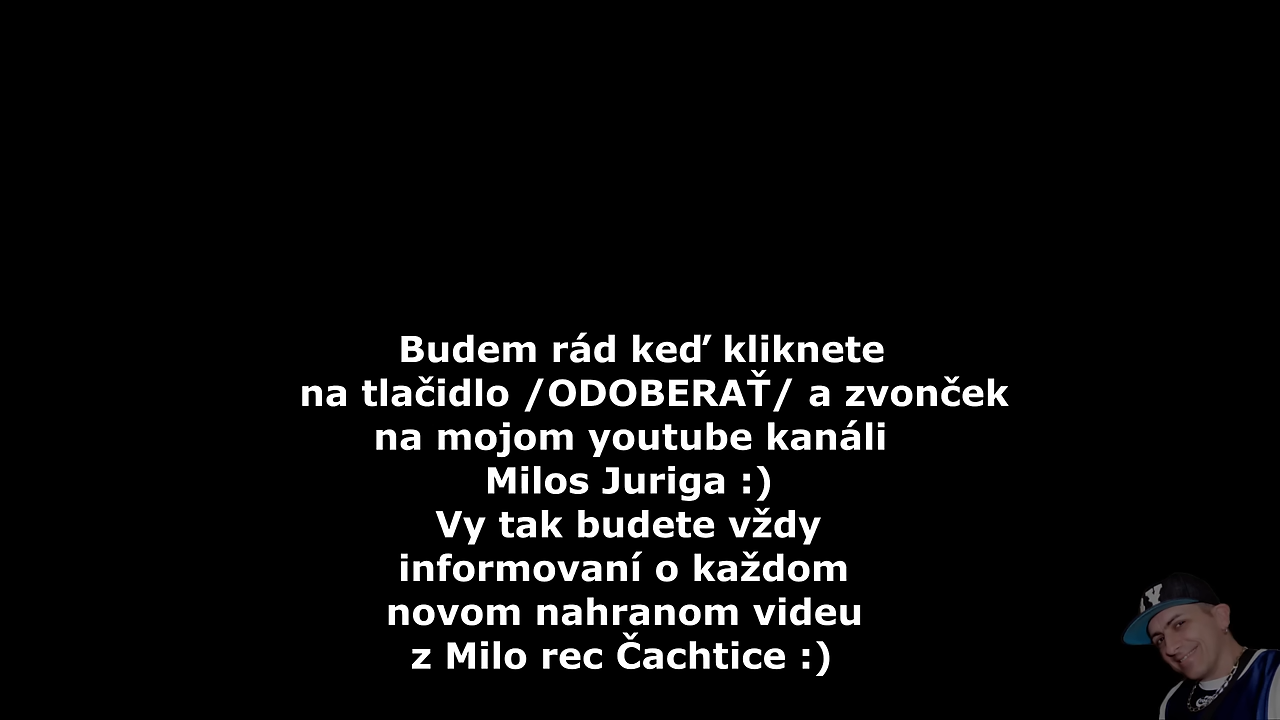 Budem rád keď kliknete
na tlačidlo /ODOBERAŤ/ a zvonček
na mojom youtube kanáli
Milos Juriga :)
Vy tak budete vždy
informovaní o každom
novom nahranom videu
z Milo rec Čachtice :)